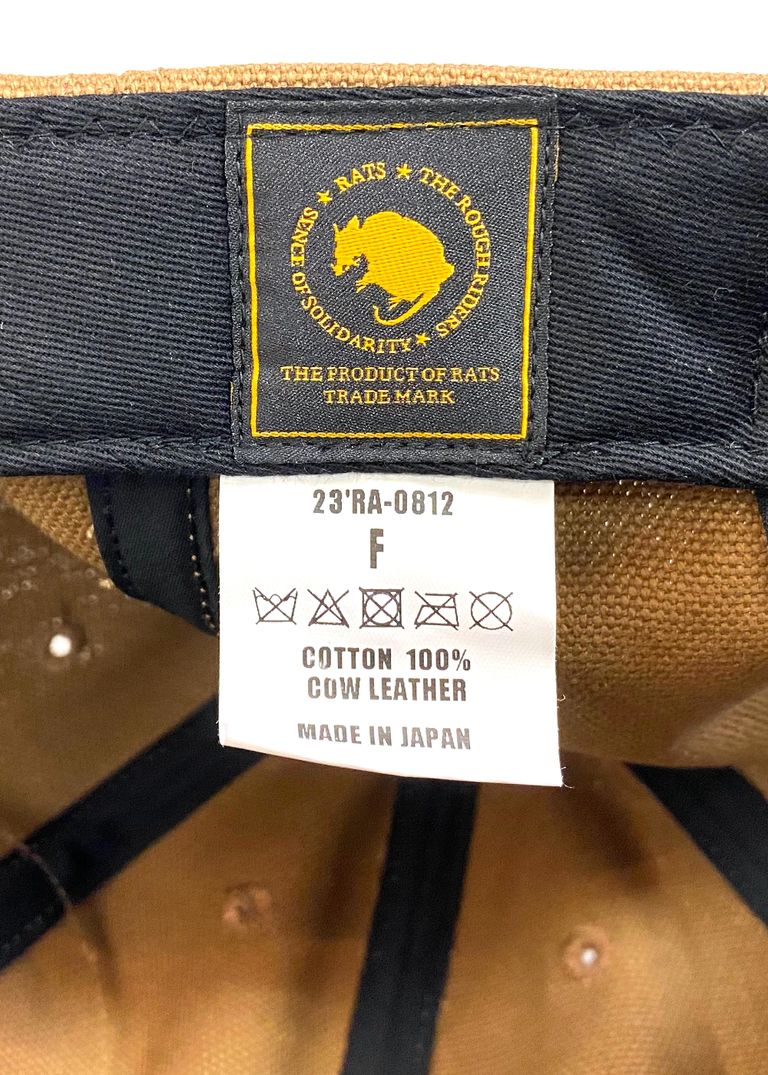 ★ RATS ★ THE ROUGH RIDERS ★ SENCE OF SOLIDARITY
THE PRODUCT OF RATS
TRADE MARK
23'RA-0812
F
COTTON 100%
COW LEATHER
MADE IN JAPAN